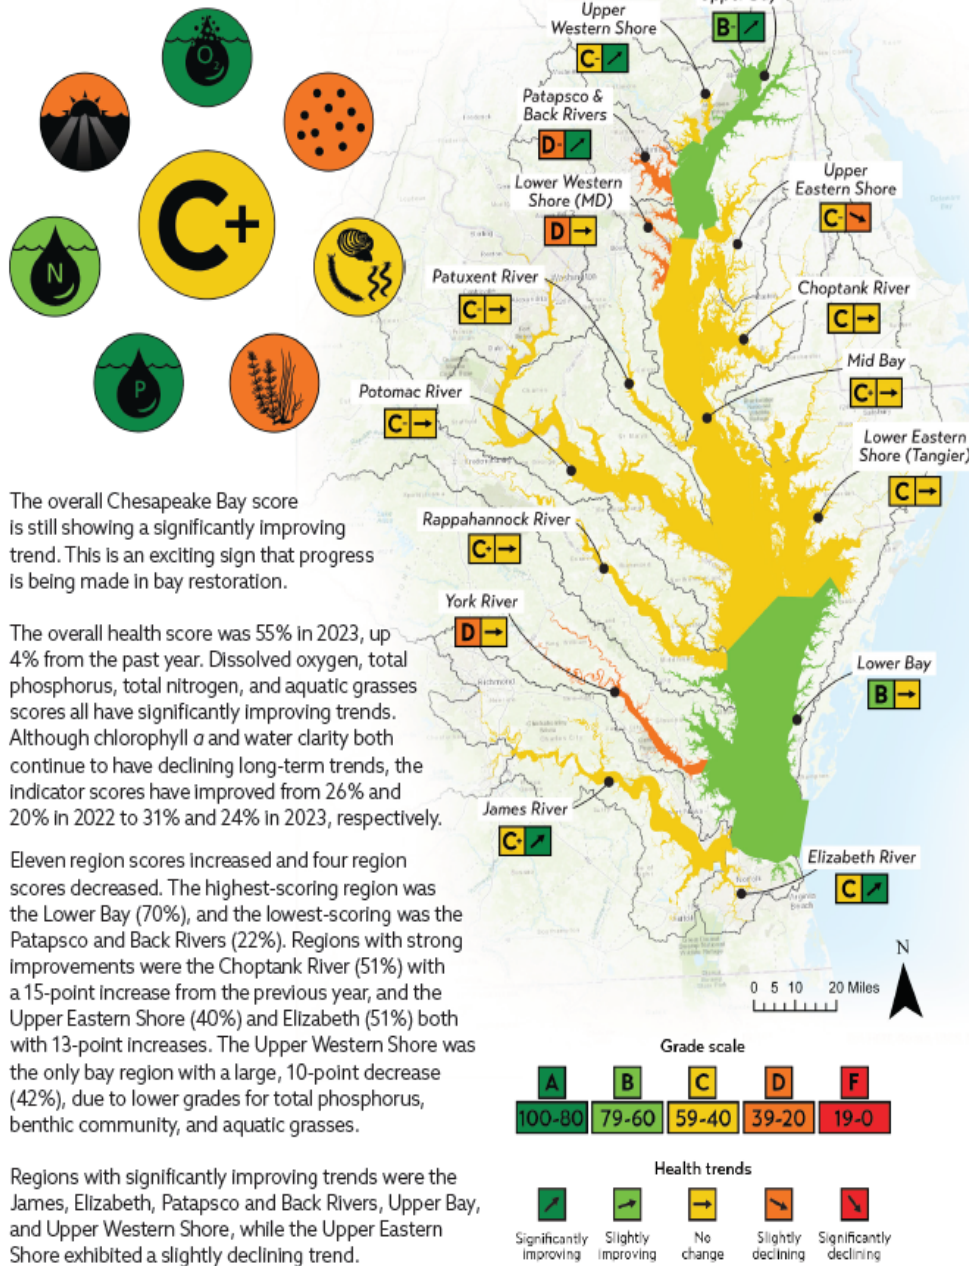 Upper
Western Shore
C-
B-
O2
Patapsco &
Back Rivers
D-
Lower Western
Shore (MD)
D
Upper
Eastern Shore
C-
C+
N
P
Patuxent River
C-
Choptank River
C
Mid Bay
C+
Potomac River
C-
Lower Eastern
Shore (Tangier)
C
Rappahannock River
C+
York River
D
Lower Bay
B
James River
C+
Elizabeth River
C
Washington
Richmond
Norfolk
The overall Chesapeake Bay score
is still showing a significantly improving
trend. This is an exciting sign that progress
is being made in bay restoration.
The overall health score was 55% in 2023, up
4% from the past year. Dissolved oxygen, total
phosphorus, total nitrogen, and aquatic grasses
scores all have significantly improving trends.
Although chlorophyll a and water clarity both
continue to have declining long-term trends, the
indicator scores have improved from 26% and
20% in 2022 to 31% and 24% in 2023, respectively.
Eleven region scores increased and four region
scores decreased. The highest-scoring region was
the Lower Bay (70%), and the lowest-scoring was the
Patapsco and Back Rivers (22%). Regions with strong
improvements were the Choptank River (51%) with
a 15-point increase from the previous year, and the
Upper Eastern Shore (40%) and Elizabeth (51%) both
with 13-point increases. The Upper Western Shore was
the only bay region with a large, 10-point decrease
(42%), due to lower grades for total phosphorus,
benthic community, and aquatic grasses.
Regions with significantly improving trends were the
James, Elizabeth, Patapsco and Back Rivers, Upper Bay,
and Upper Western Shore, while the Upper Eastern
Shore exhibited a slightly declining trend.
N
0 5 10 20 Miles
Grade scale
A B C D F
100-80 79-60 59-40 39-20 19-0
Health trends
Significantly improving
Slightly improving
No change
Slightly declining
Significantly declining